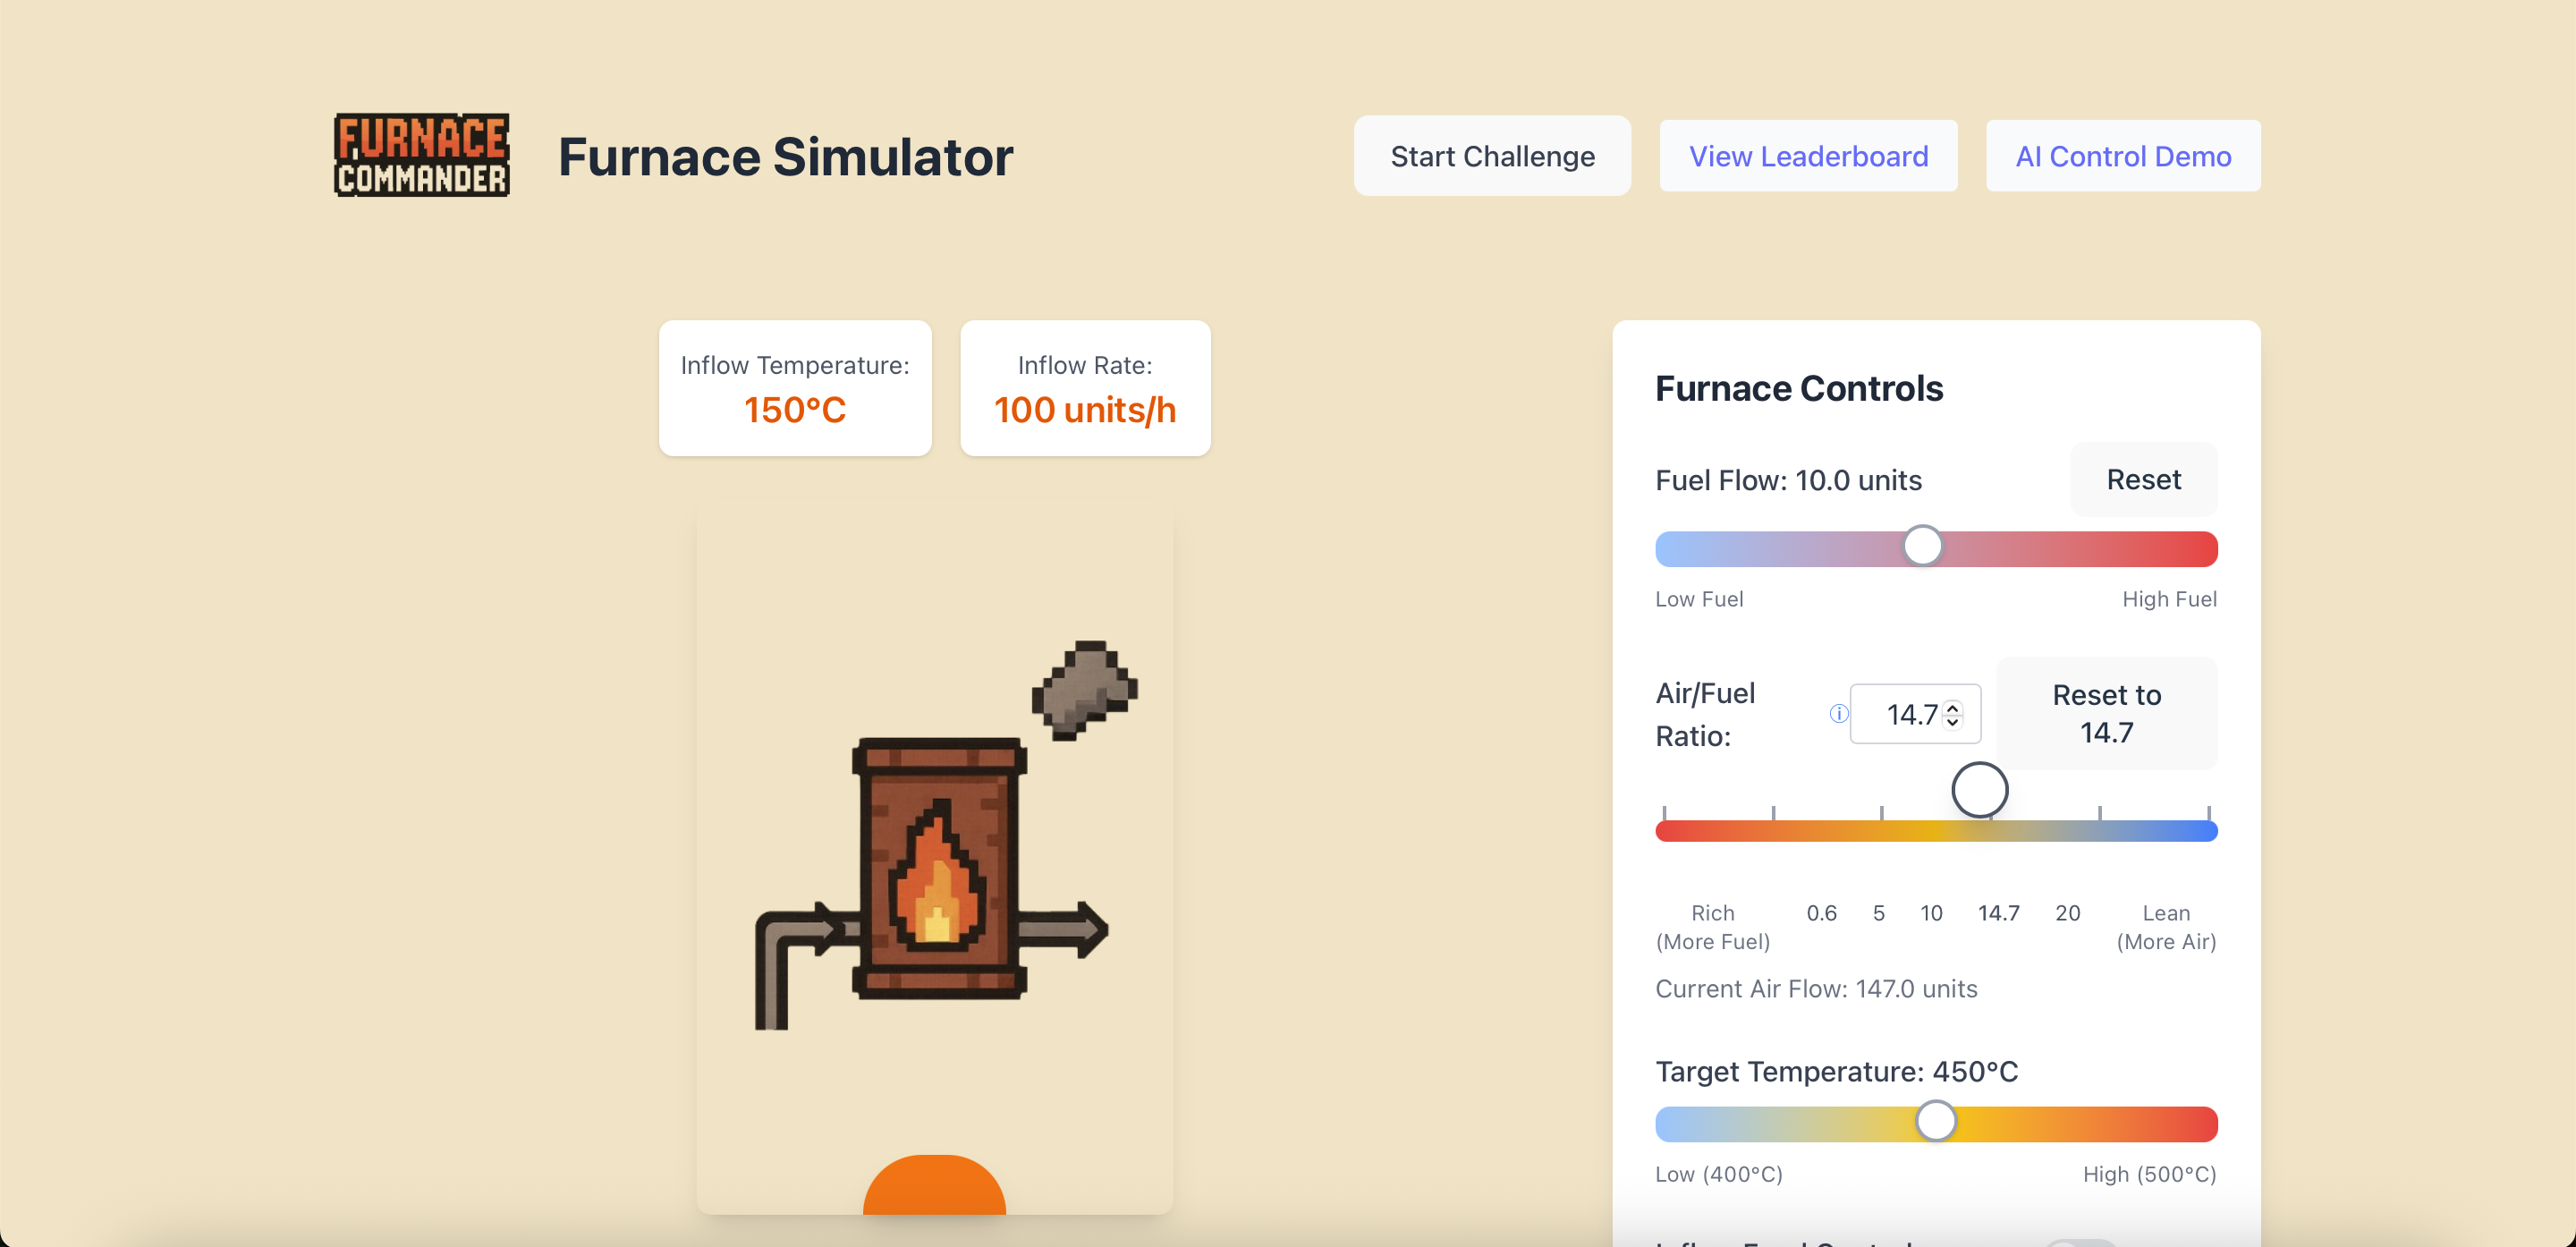 FURNACE
COMMANDER
Furnace Simulator
Start Challenge
View Leaderboard
AI Control Demo
Inflow Temperature:
150°C
Inflow Rate:
100 units/h
Furnace Controls
Fuel Flow: 10.0 units
Reset
Low Fuel
High Fuel
Air/Fuel
Ratio:
ⓘ
14.7
Reset to
14.7
Rich
(More Fuel)
0.6
5
10
14.7
20
Lean
(More Air)
Current Air Flow: 147.0 units
Target Temperature: 450°C
Low (400°C)
High (500°C)